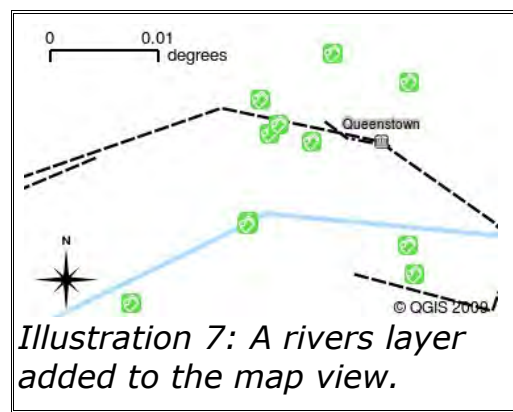 0 0.01
degrees
Queenstown
N
© QGIS 2009
Illustration 7: A rivers layer
added to the map view.